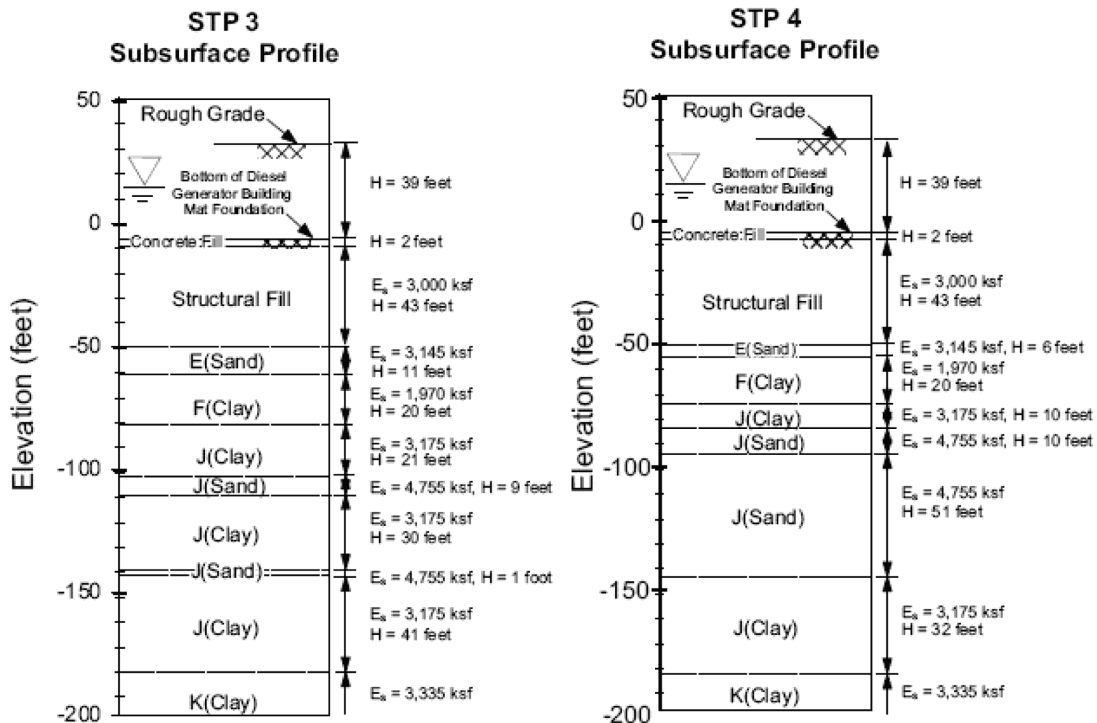 STP 3
Subsurface Profile
50
Rough Grade
Bottom of Diesel
Generator Building
Mat Foundation
H = 39 feet
0
Concrete:Fill
H = 2 feet
Structural Fill
Eₛ = 3,000 ksf
H = 43 feet
-50
E(Sand)
Eₛ = 3,145 ksf
H = 11 feet
F(Clay)
Eₛ = 1,970 ksf
H = 20 feet
J(Clay)
Eₛ = 3,175 ksf
H = 21 feet
-100
J(Sand)
Eₛ = 4,755 ksf, H = 9 feet
J(Clay)
Eₛ = 3,175 ksf
H = 30 feet
J(Sand)
Eₛ = 4,755 ksf, H = 1 foot
-150
J(Clay)
Eₛ = 3,175 ksf
H = 41 feet
K(Clay)
Eₛ = 3,335 ksf
-200
Elevation (feet)
STP 4
Subsurface Profile
50
Rough Grade
Bottom of Diesel
Generator Building
Mat Foundation
H = 39 feet
0
Concrete:Fill
H = 2 feet
Structural Fill
Eₛ = 3,000 ksf
H = 43 feet
-50
E(Sand)
Eₛ = 3,145 ksf, H = 6 feet
F(Clay)
Eₛ = 1,970 ksf
H = 20 feet
J(Clay)
Eₛ = 3,175 ksf, H = 10 feet
J(Sand)
Eₛ = 4,755 ksf, H = 10 feet
-100
J(Sand)
Eₛ = 4,755 ksf
H = 51 feet
-150
J(Clay)
Eₛ = 3,175 ksf
H = 32 feet
K(Clay)
Eₛ = 3,335 ksf
-200
Elevation (feet)